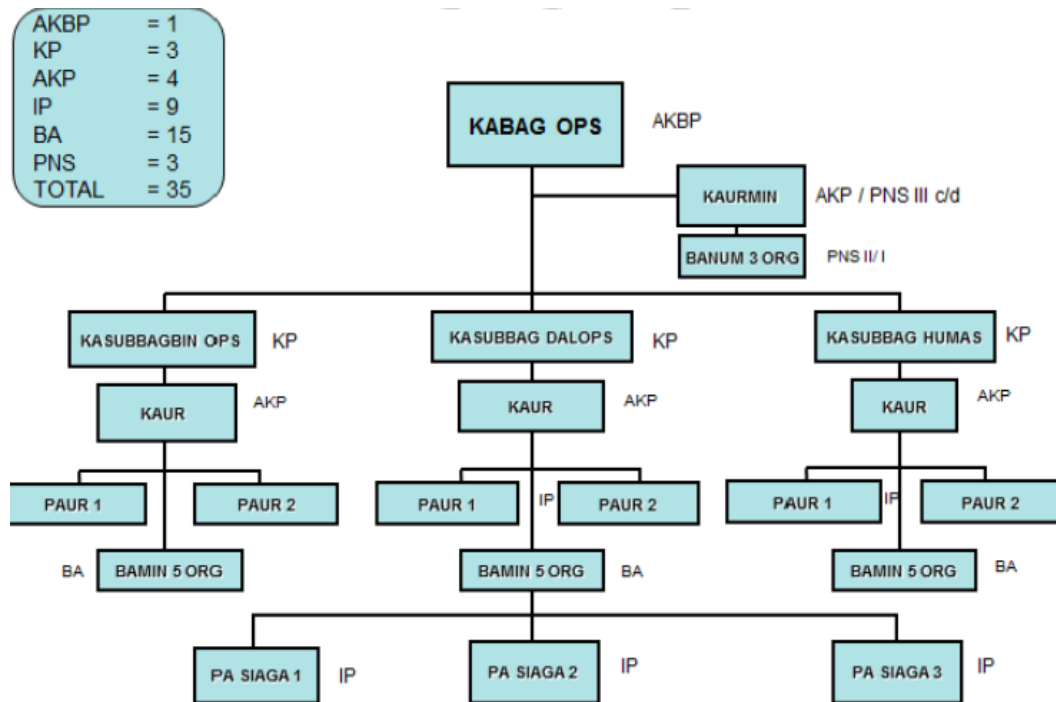 AKBP = 1
KP = 3
AKP = 4
IP = 9
BA = 15
PNS = 3
TOTAL = 35
KABAG OPS
AKBP
KAURMIN
AKP / PNS III c/d
BANUM 3 ORG
PNS II/ I
KASUBBAGBIN OPS
KP
KASUBBAG DALOPS
KP
KASUBBAG HUMAS
KP
KAUR
AKP
KAUR
AKP
KAUR
AKP
PAUR 1
PAUR 2
PAUR 1
IP
PAUR 2
PAUR 1
IP
PAUR 2
BA
BAMIN 5 ORG
BAMIN 5 ORG
BA
BAMIN 5 ORG
BA
PA SIAGA 1
IP
PA SIAGA 2
IP
PA SIAGA 3
IP